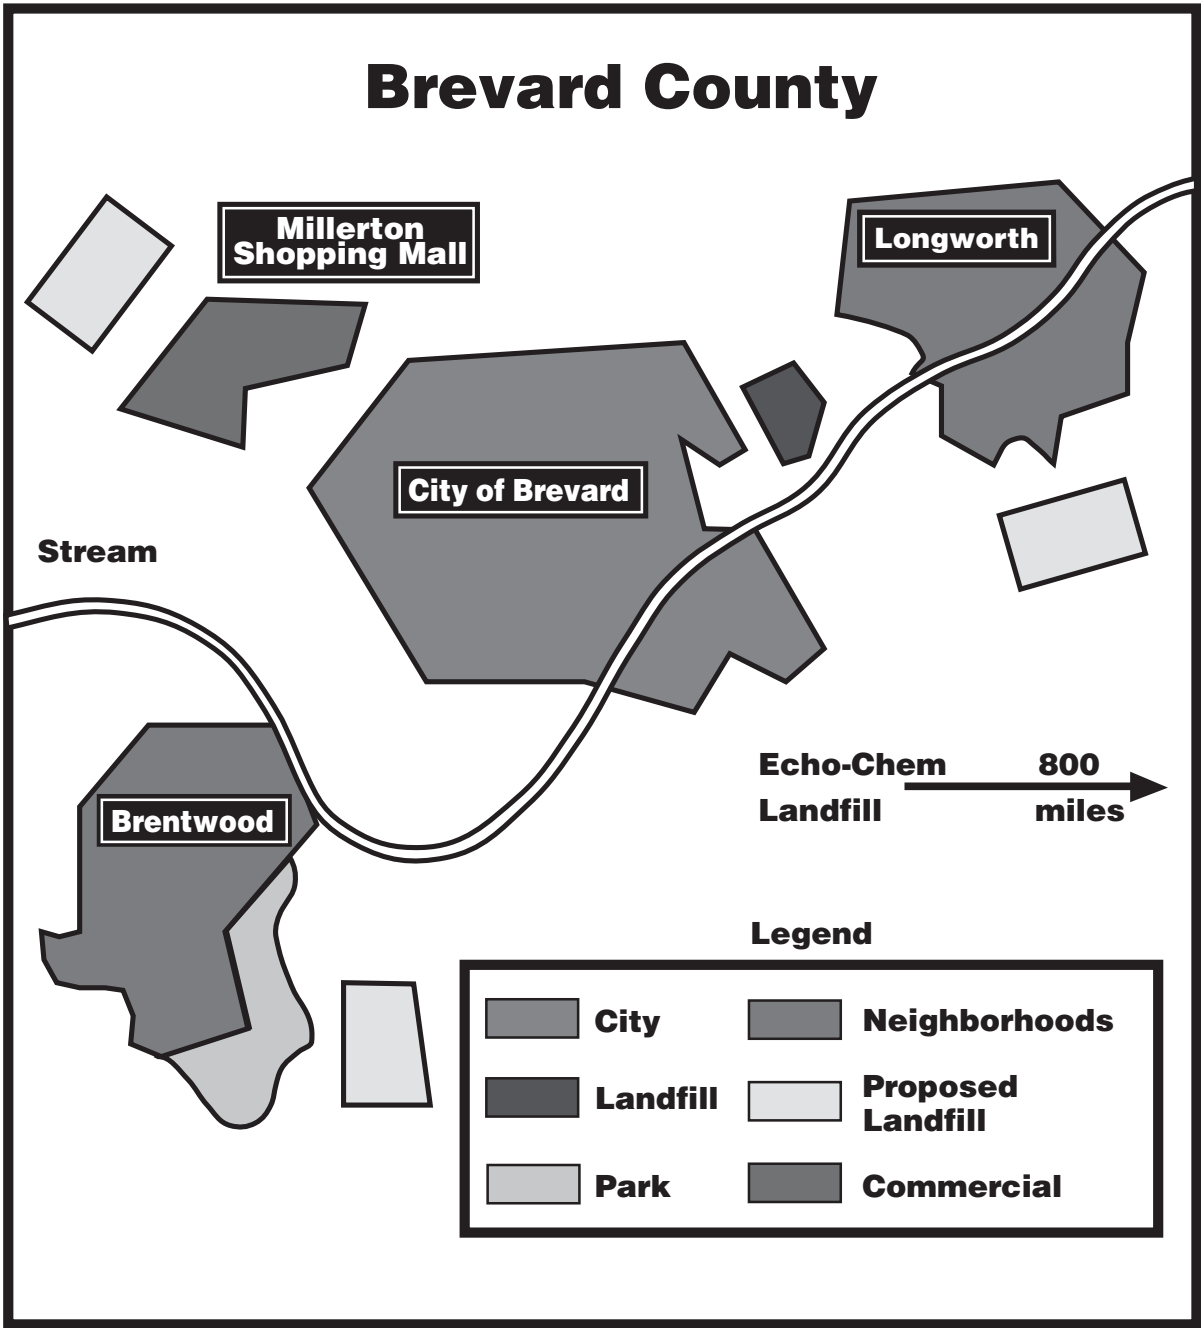 Brevard County
Millerton
Shopping Mall
Longworth
City of Brevard
Stream
Echo-Chem 800
Landfill miles
Brentwood
Legend
City
Neighborhoods
Landfill
Proposed
Landfill
Park
Commercial